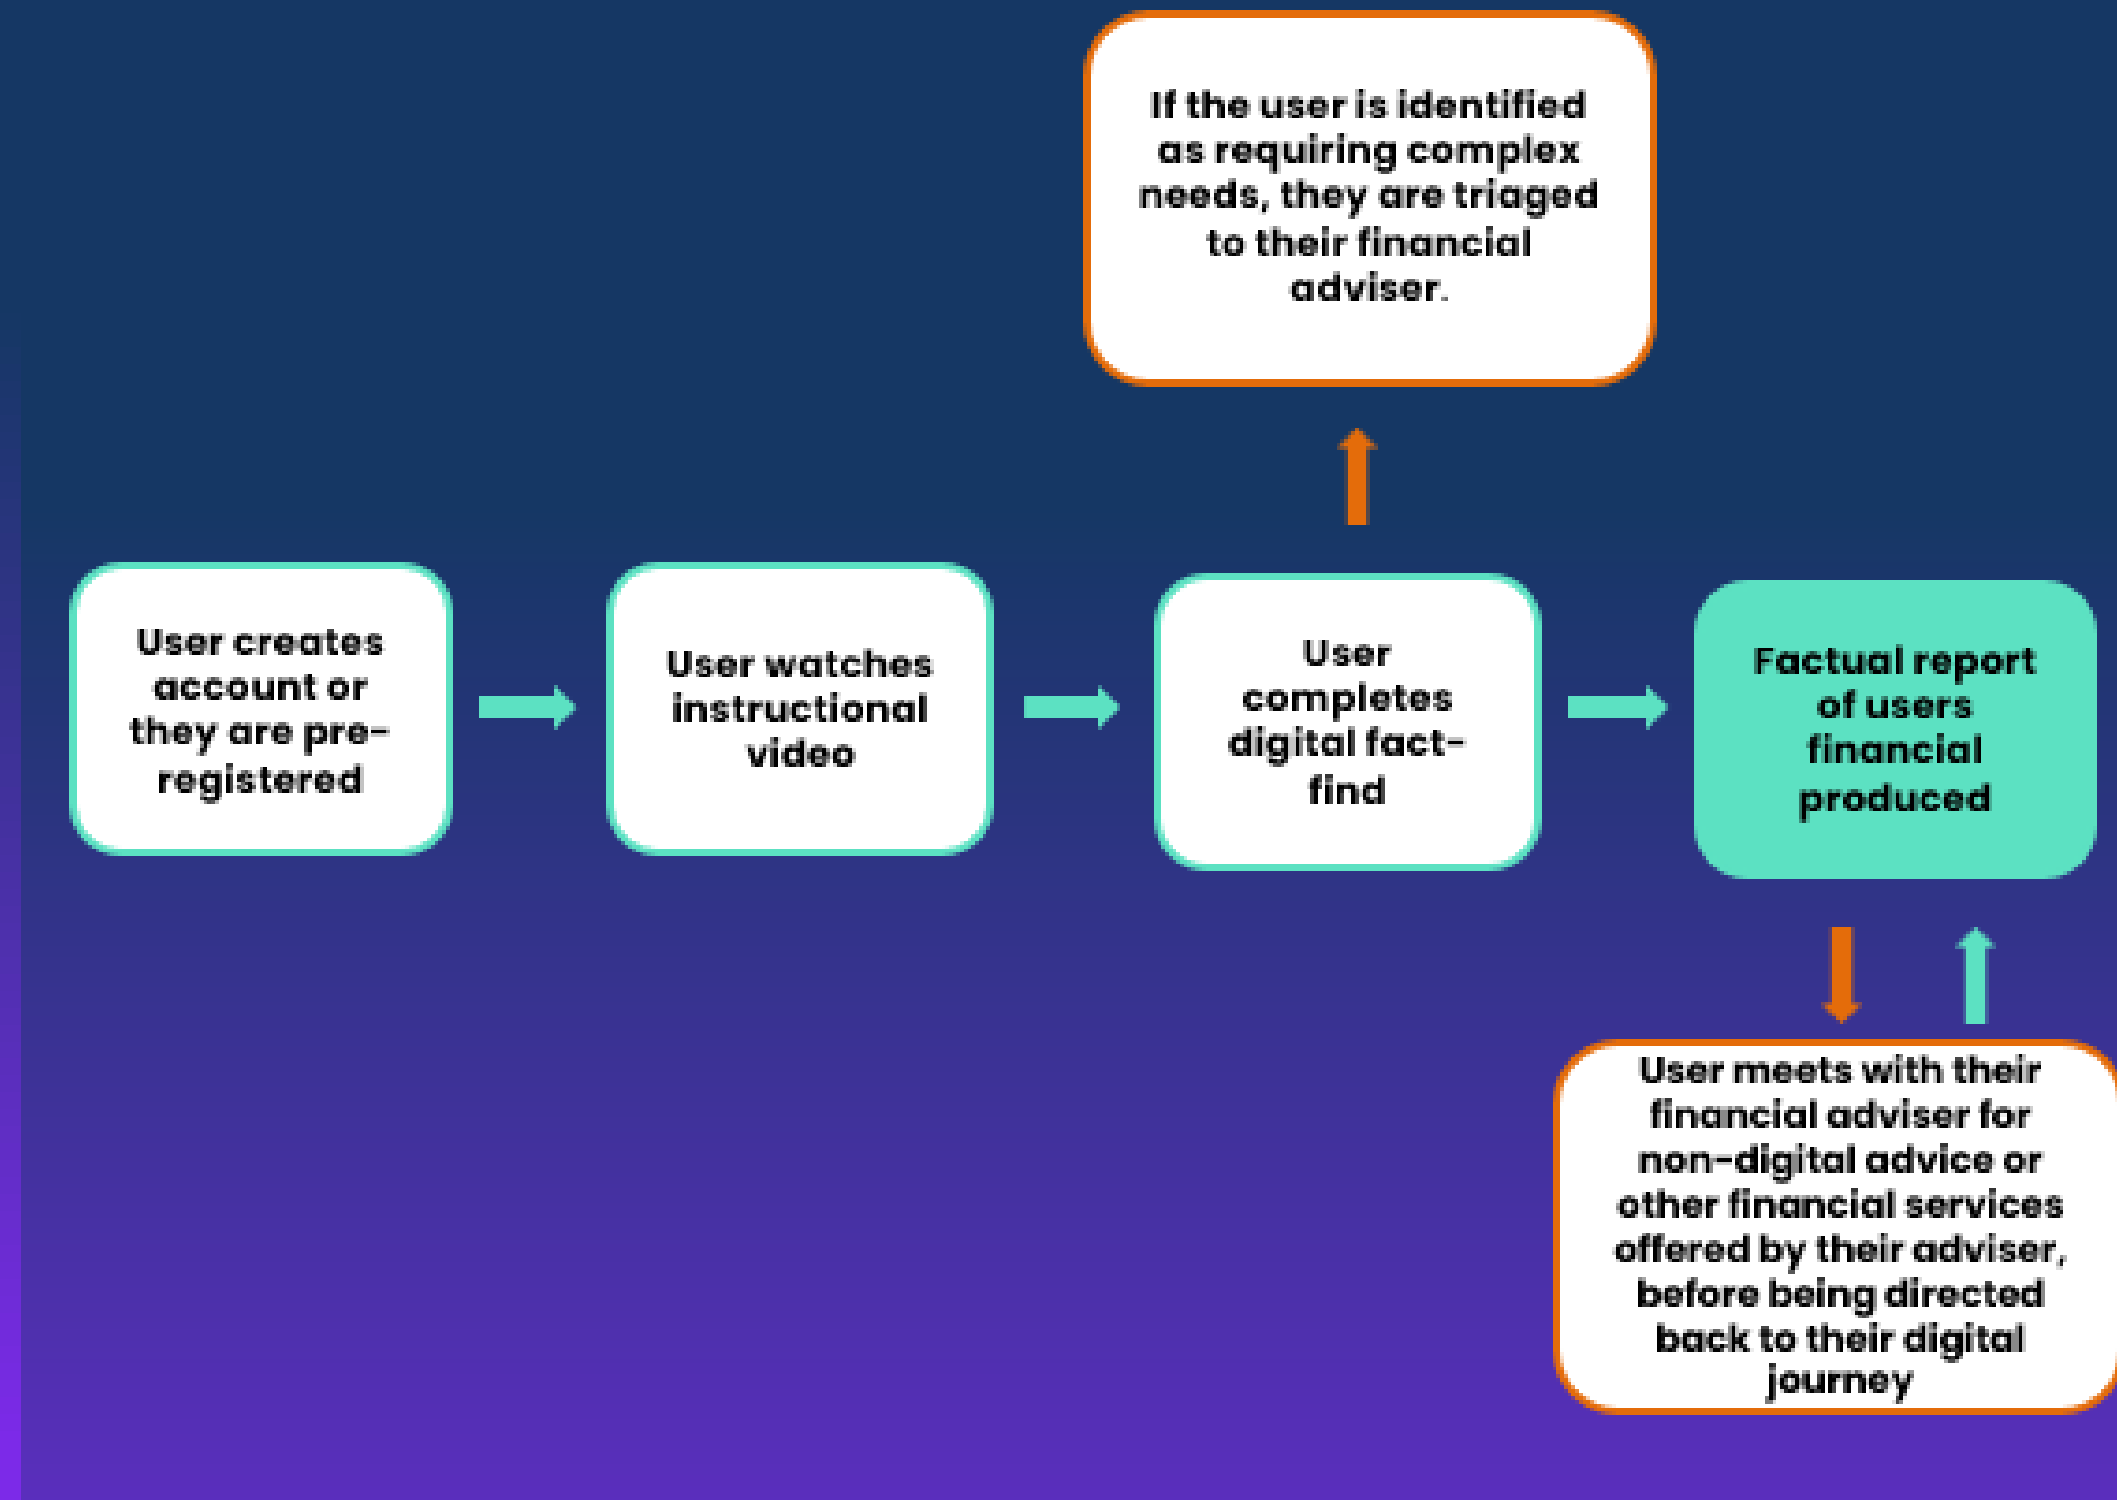 If the user is identified
as requiring complex
needs, they are triaged
to their financial
adviser.
User creates
account or
they are pre-
registered
User watches
instructional
video
User
completes
digital fact-
find
Factual report
of users
financial
produced
User meets with their
financial adviser for
non-digital advice or
other financial services
offered by their adviser,
before being directed
back to their digital
journey